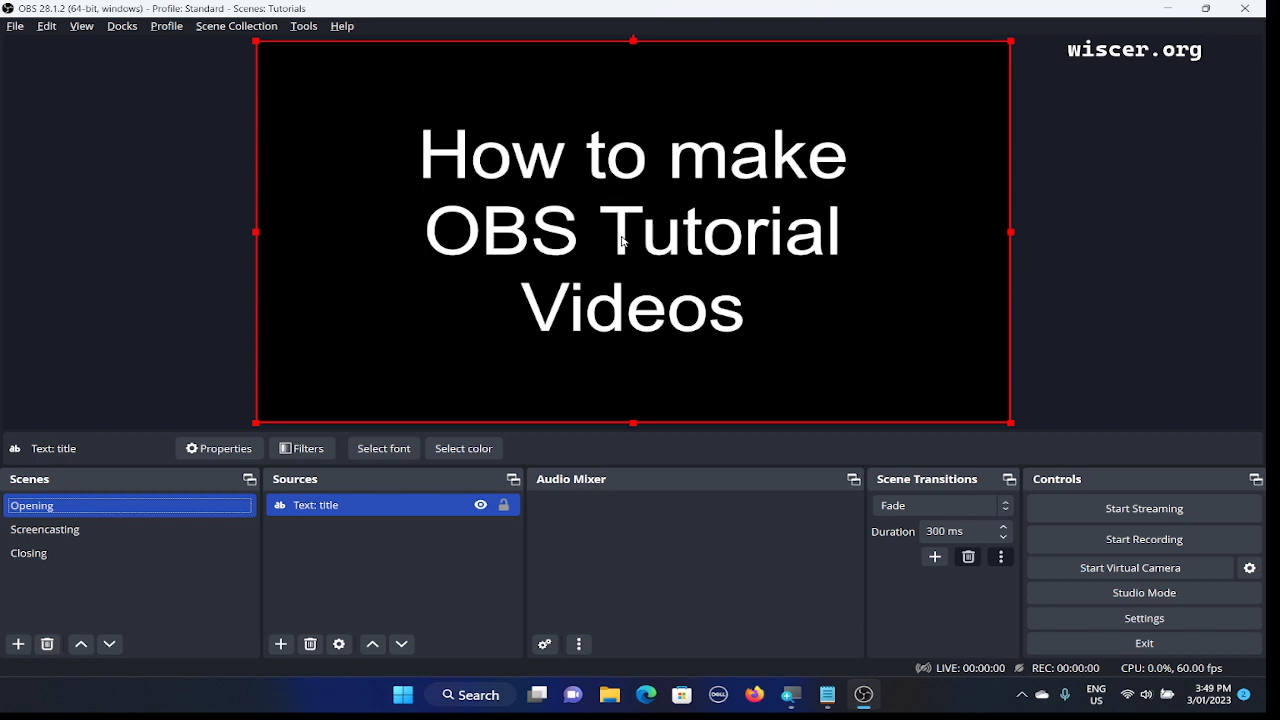 OBS 28.1.2 (64-bit, windows) - Profile: Standard - Scenes: Tutorials
File Edit View Docks Profile Scene Collection Tools Help
wiscer.org
How to make
OBS Tutorial
Videos
ab Text: title Properties Filters Select font Select color
Scenes
Opening
Screencasting
Closing
Sources
ab Text: title
Audio Mixer
Scene Transitions
Fade
Duration 300 ms
Controls
Start Streaming
Start Recording
Start Virtual Camera
Studio Mode
Settings
Exit
LIVE: 00:00:00 REC: 00:00:00 CPU: 0.0%, 60.00 fps
Search
DELL
ENG
US
3:49 PM
3/01/2023
2